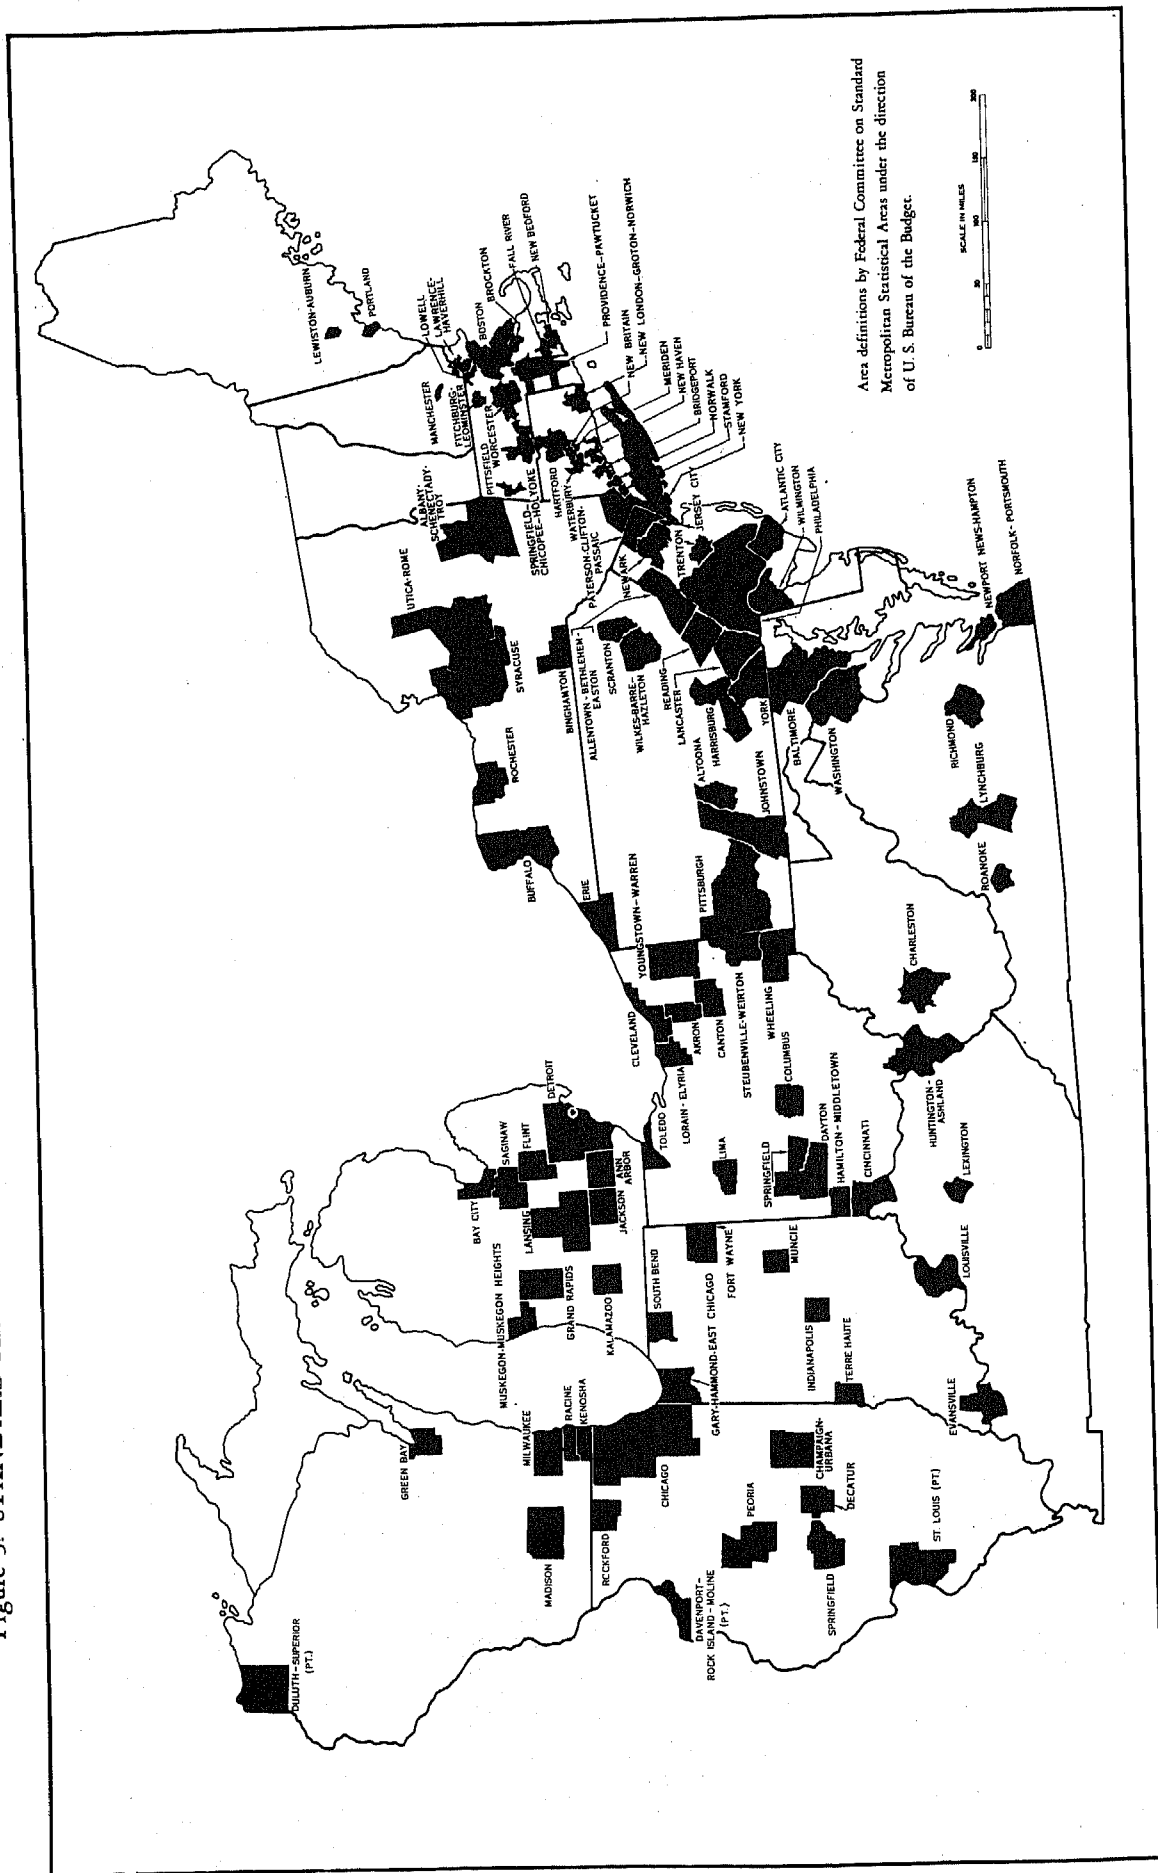 DULUTH-SUPERIOR
(PT.)
GREEN BAY
MADISON
MILWAUKEE
RACINE
KENOSHA
ROCKFORD
CHICAGO
DAVENPORT-
ROCK ISLAND-MOLINE
(PT.)
PEORIA
SPRINGFIELD
DECATUR
CHAMPAIGN-
URBANA
ST. LOUIS (PT)
MUSKEGON-MUSKEGON HEIGHTS
GRAND RAPIDS
KALAMAZOO
BAY CITY
SAGINAW
FLINT
LANSING
JACKSON
ANN
ARBOR
DETROIT
SOUTH BEND
GARY-HAMMOND-EAST CHICAGO
FORT WAYNE
MUNCIE
INDIANAPOLIS
TERRE HAUTE
EVANSVILLE
LOUISVILLE
LEXINGTON
TOLEDO
LORAIN-ELYRIA
LIMA
CLEVELAND
AKRON
CANTON
YOUNGSTOWN-WARREN
STEUBENVILLE-WEIRTON
WHEELING
COLUMBUS
SPRINGFIELD
DAYTON
HAMILTON-MIDDLETOWN
CINCINNATI
HUNTINGTON-
ASHLAND
CHARLESTON
ERIE
PITTSBURGH
JOHNSTOWN
ALTOONA
HARRISBURG
YORK
LANCASTER
READING
WILKES-BARRE-
HAZLETON
SCRANTON
ALLENTOWN-BETHLEHEM-
EASTON
BUFFALO
ROCHESTER
SYRACUSE
BINGHAMTON
UTICA-ROME
ALBANY-
SCHENECTADY-
TROY
BALTIMORE
WASHINGTON
ROANOKE
LYNCHBURG
RICHMOND
NEWPORT NEWS-HAMPTON
NORFOLK-PORTSMOUTH
PATERSON-CLIFTON-
PASSAIC
NEWARK
TRENTON
JERSEY CITY
ATLANTIC CITY
WILMINGTON
PHILADELPHIA
LEWISTON-AUBURN
PORTLAND
MANCHESTER
LOWELL
LAWRENCE-
HAVERHILL
FITCHBURG-
LEOMINSTER
PITTSFIELD
WORCESTER
BOSTON
BROCKTON
FALL RIVER
NEW BEDFORD
SPRINGFIELD-
CHICOPEE-HOLYOKE
HARTFORD
WATERBURY
PROVIDENCE-PAWTUCKET
NEW BRITAIN
NEW LONDON-GROTON-NORWICH
MERIDEN
NEW HAVEN
BRIDGEPORT
NORWALK
STAMFORD
NEW YORK
Area definitions by Federal Committee on Standard
Metropolitan Statistical Areas under the direction
of U. S. Bureau of the Budget.
SCALE IN MILES
0 50 100 150 200